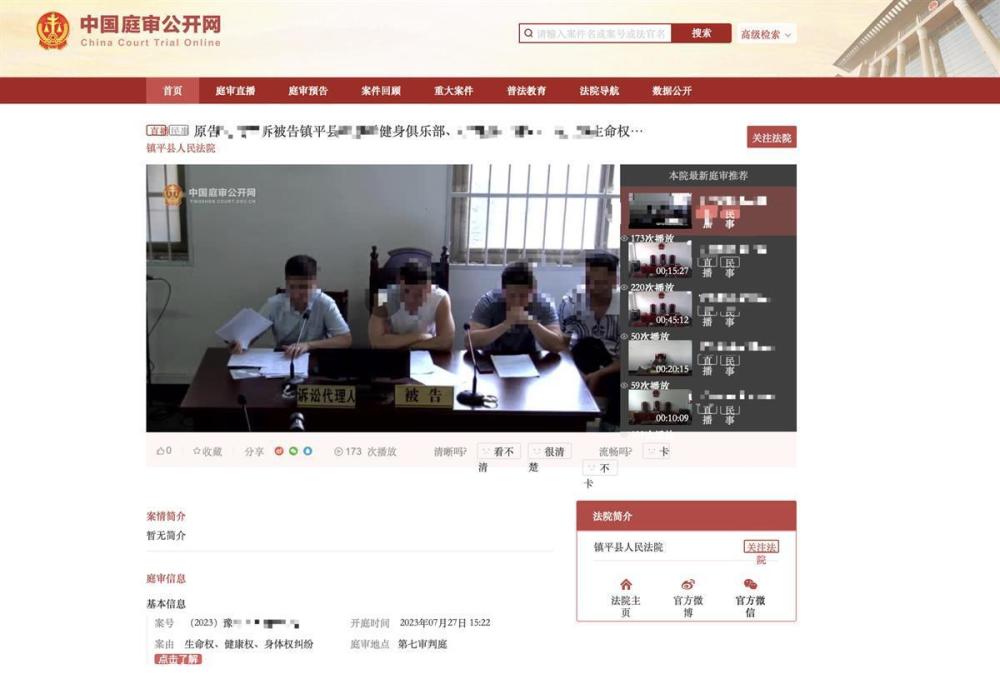 中国庭审公开网
China Court Trial Online
请输入案件名或案号或法官名
搜索
高级检索
首页 庭审直播 庭审预告 案件回顾 重大案件 普法教育 法院导航 数据公开
直播 民事 原告 诉被告镇平县 健身俱乐部、 生命权…
关注法院
镇平县人民法院
中国庭审公开网
TINGSHEN.COURT.GOV.CN
诉讼代理人
被告
本院最新庭审推荐
直播 民事
173次播放
00:15:27
直播 民事
220次播放
00:45:12
直播 民事
50次播放
00:20:15
直播 民事
59次播放
00:10:09
直播 民事
0 收藏 分享 173 次播放 清晰吗? 看不清 很清楚 流畅吗? 卡 不卡
案情简介
暂无简介
庭审信息
基本信息
案号 (2023) 豫
开庭时间 2023年07月27日 15:22
案由 生命权、健康权、身体权纠纷
庭审地点 第七审判庭
点击了解
法院简介
镇平县人民法院
关注法院
法院主页
官方微博
官方微信